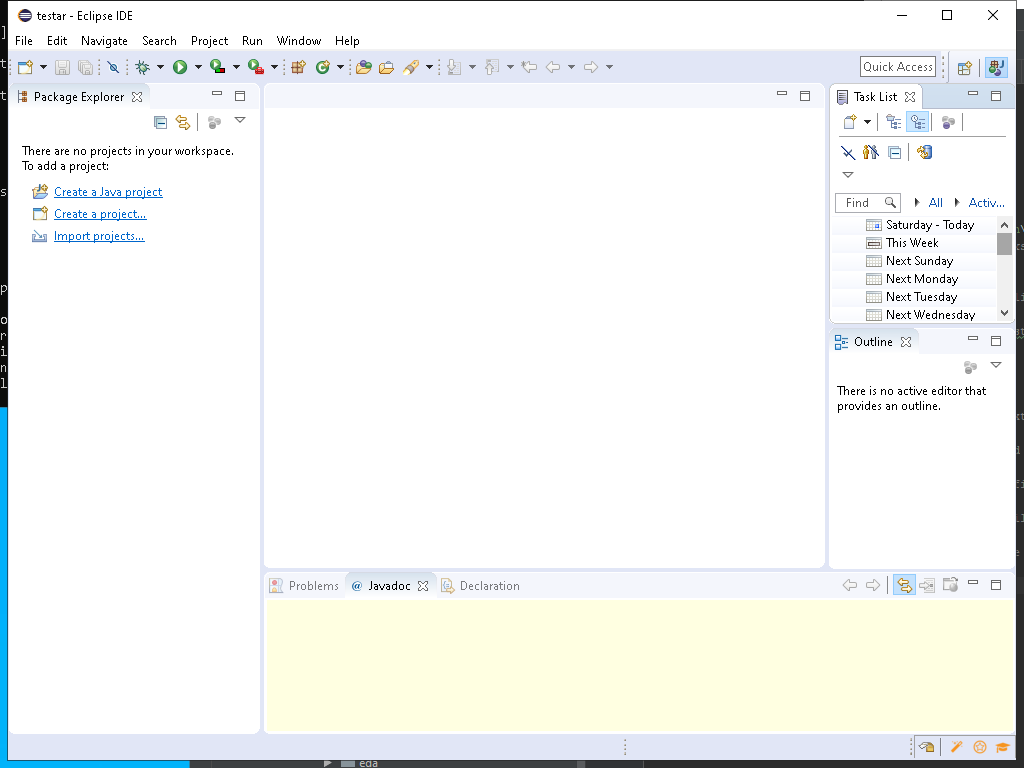 testar - Eclipse IDE
File Edit Navigate Search Project Run Window Help
Quick Access
Package Explorer
There are no projects in your workspace.
To add a project:
Create a Java project
Create a project...
Import projects...
Task List
Find All Activ...
Saturday - Today
This Week
Next Sunday
Next Monday
Next Tuesday
Next Wednesday
Outline
There is no active editor that
provides an outline.
Problems @ Javadoc Declaration
eda